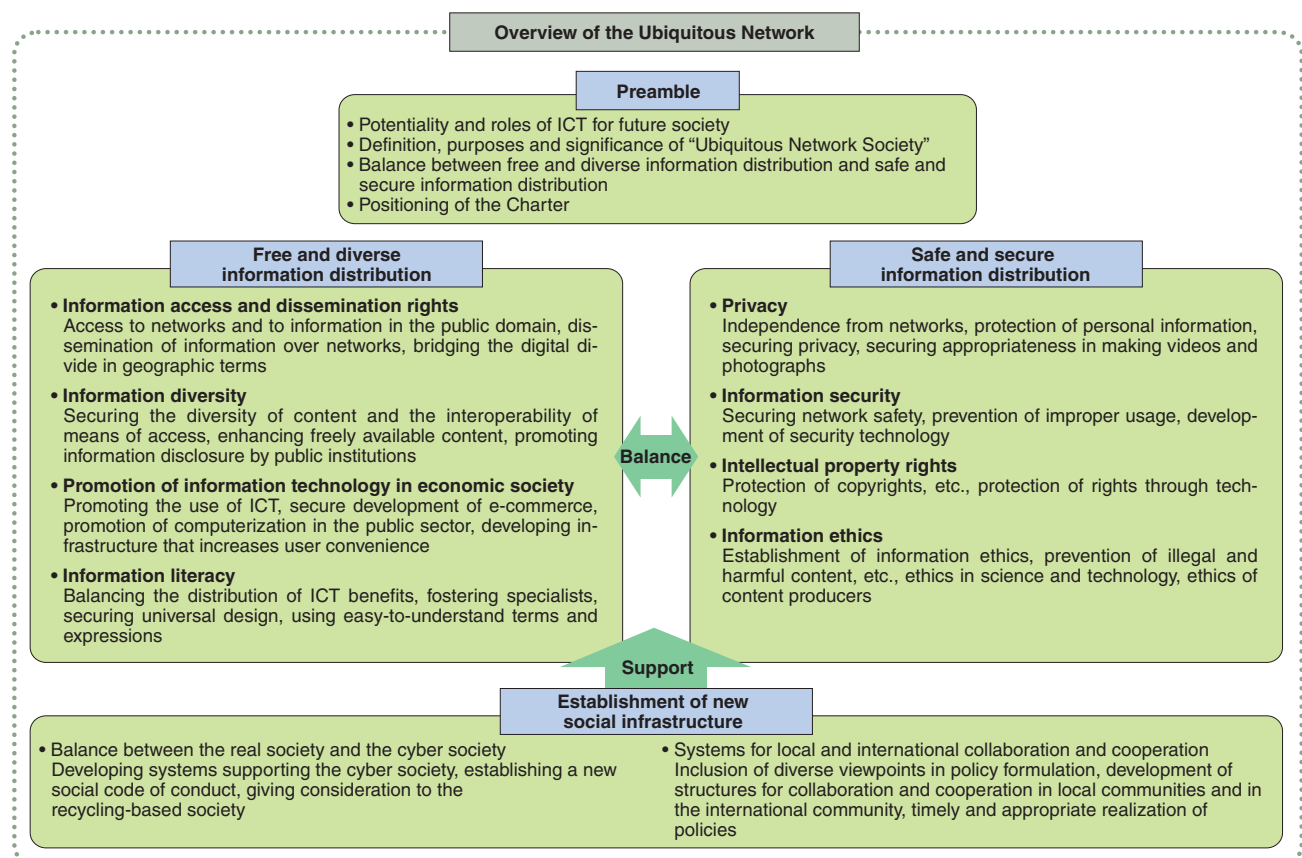 Overview of the Ubiquitous Network
Preamble
• Potentiality and roles of ICT for future society
• Definition, purposes and significance of “Ubiquitous Network Society”
• Balance between free and diverse information distribution and safe and
secure information distribution
• Positioning of the Charter
Free and diverse
information distribution
• Information access and dissemination rights
Access to networks and to information in the public domain, dis-
semination of information over networks, bridging the digital di-
vide in geographic terms
• Information diversity
Securing the diversity of content and the interoperability of
means of access, enhancing freely available content, promoting
information disclosure by public institutions
• Promotion of information technology in economic society
Promoting the use of ICT, secure development of e-commerce,
promotion of computerization in the public sector, developing in-
frastructure that increases user convenience
• Information literacy
Balancing the distribution of ICT benefits, fostering specialists,
securing universal design, using easy-to-understand terms and
expressions
Balance
Safe and secure
information distribution
• Privacy
Independence from networks, protection of personal information,
securing privacy, securing appropriateness in making videos and
photographs
• Information security
Securing network safety, prevention of improper usage, develop-
ment of security technology
• Intellectual property rights
Protection of copyrights, etc., protection of rights through tech-
nology
• Information ethics
Establishment of information ethics, prevention of illegal and
harmful content, etc., ethics in science and technology, ethics of
content producers
Support
Establishment of new
social infrastructure
• Balance between the real society and the cyber society
Developing systems supporting the cyber society, establishing a new
social code of conduct, giving consideration to the
recycling-based society
• Systems for local and international collaboration and cooperation
Inclusion of diverse viewpoints in policy formulation, development of
structures for collaboration and cooperation in local communities and in
the international community, timely and appropriate realization of
policies